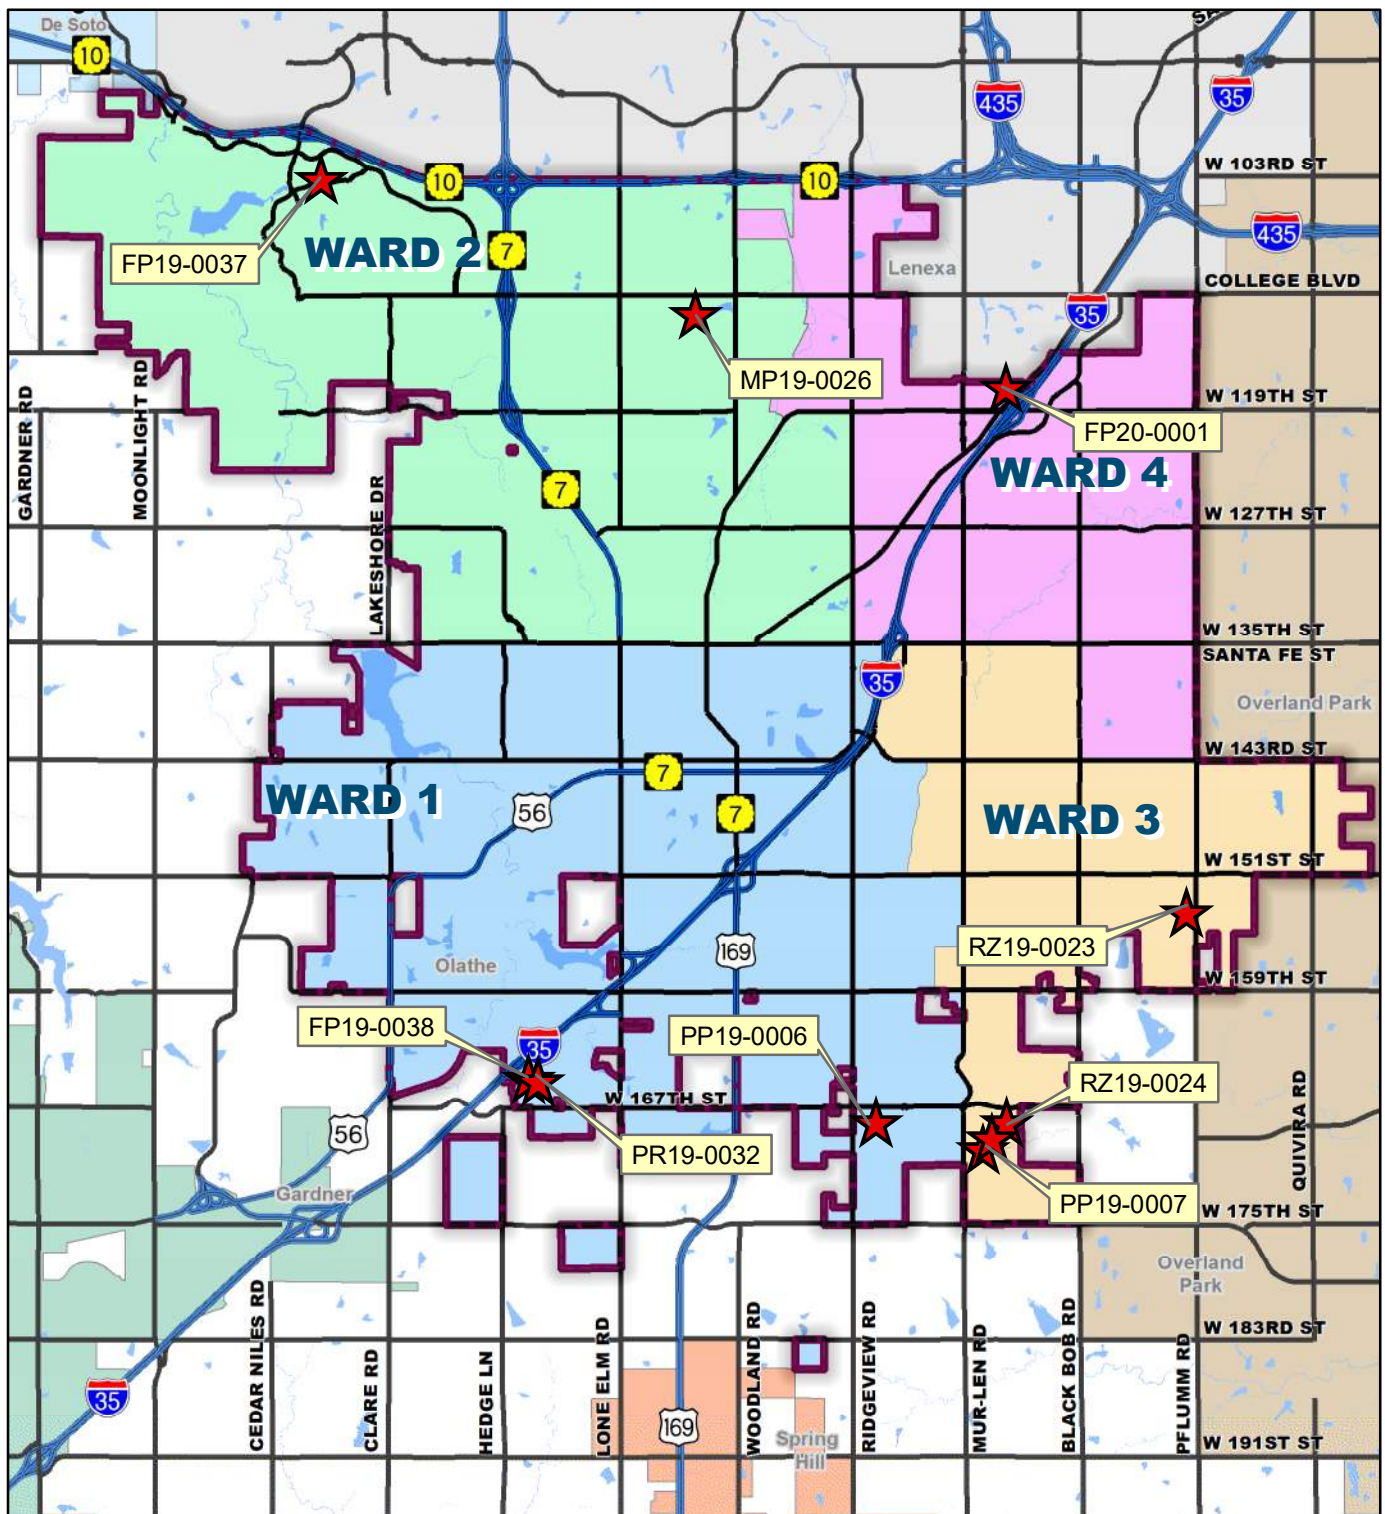 De Soto
10
435
35
W 103RD ST
10
10
WARD 2
7
435
FP19-0037
Lenexa
COLLEGE BLVD
35
MP19-0026
W 119TH ST
GARDNER RD
MOONLIGHT RD
FP20-0001
WARD 4
7
LAKESHORE DR
W 127TH ST
W 135TH ST
SANTA FE ST
35
Overland Park
W 143RD ST
7
WARD 1
56
7
WARD 3
W 151ST ST
RZ19-0023
169
Olathe
W 159TH ST
FP19-0038
35
PP19-0006
RZ19-0024
W 167TH ST
56
PR19-0032
QUIVIRA RD
Gardner
PP19-0007
W 175TH ST
Overland
Park
CEDAR NILES RD
CLARE RD
HEDGE LN
LONE ELM RD
WOODLAND RD
RIDGEVIEW RD
MUR-LEN RD
BLACK BOB RD
PFLUMM RD
W 183RD ST
35
169
Spring
Hill
W 191ST ST